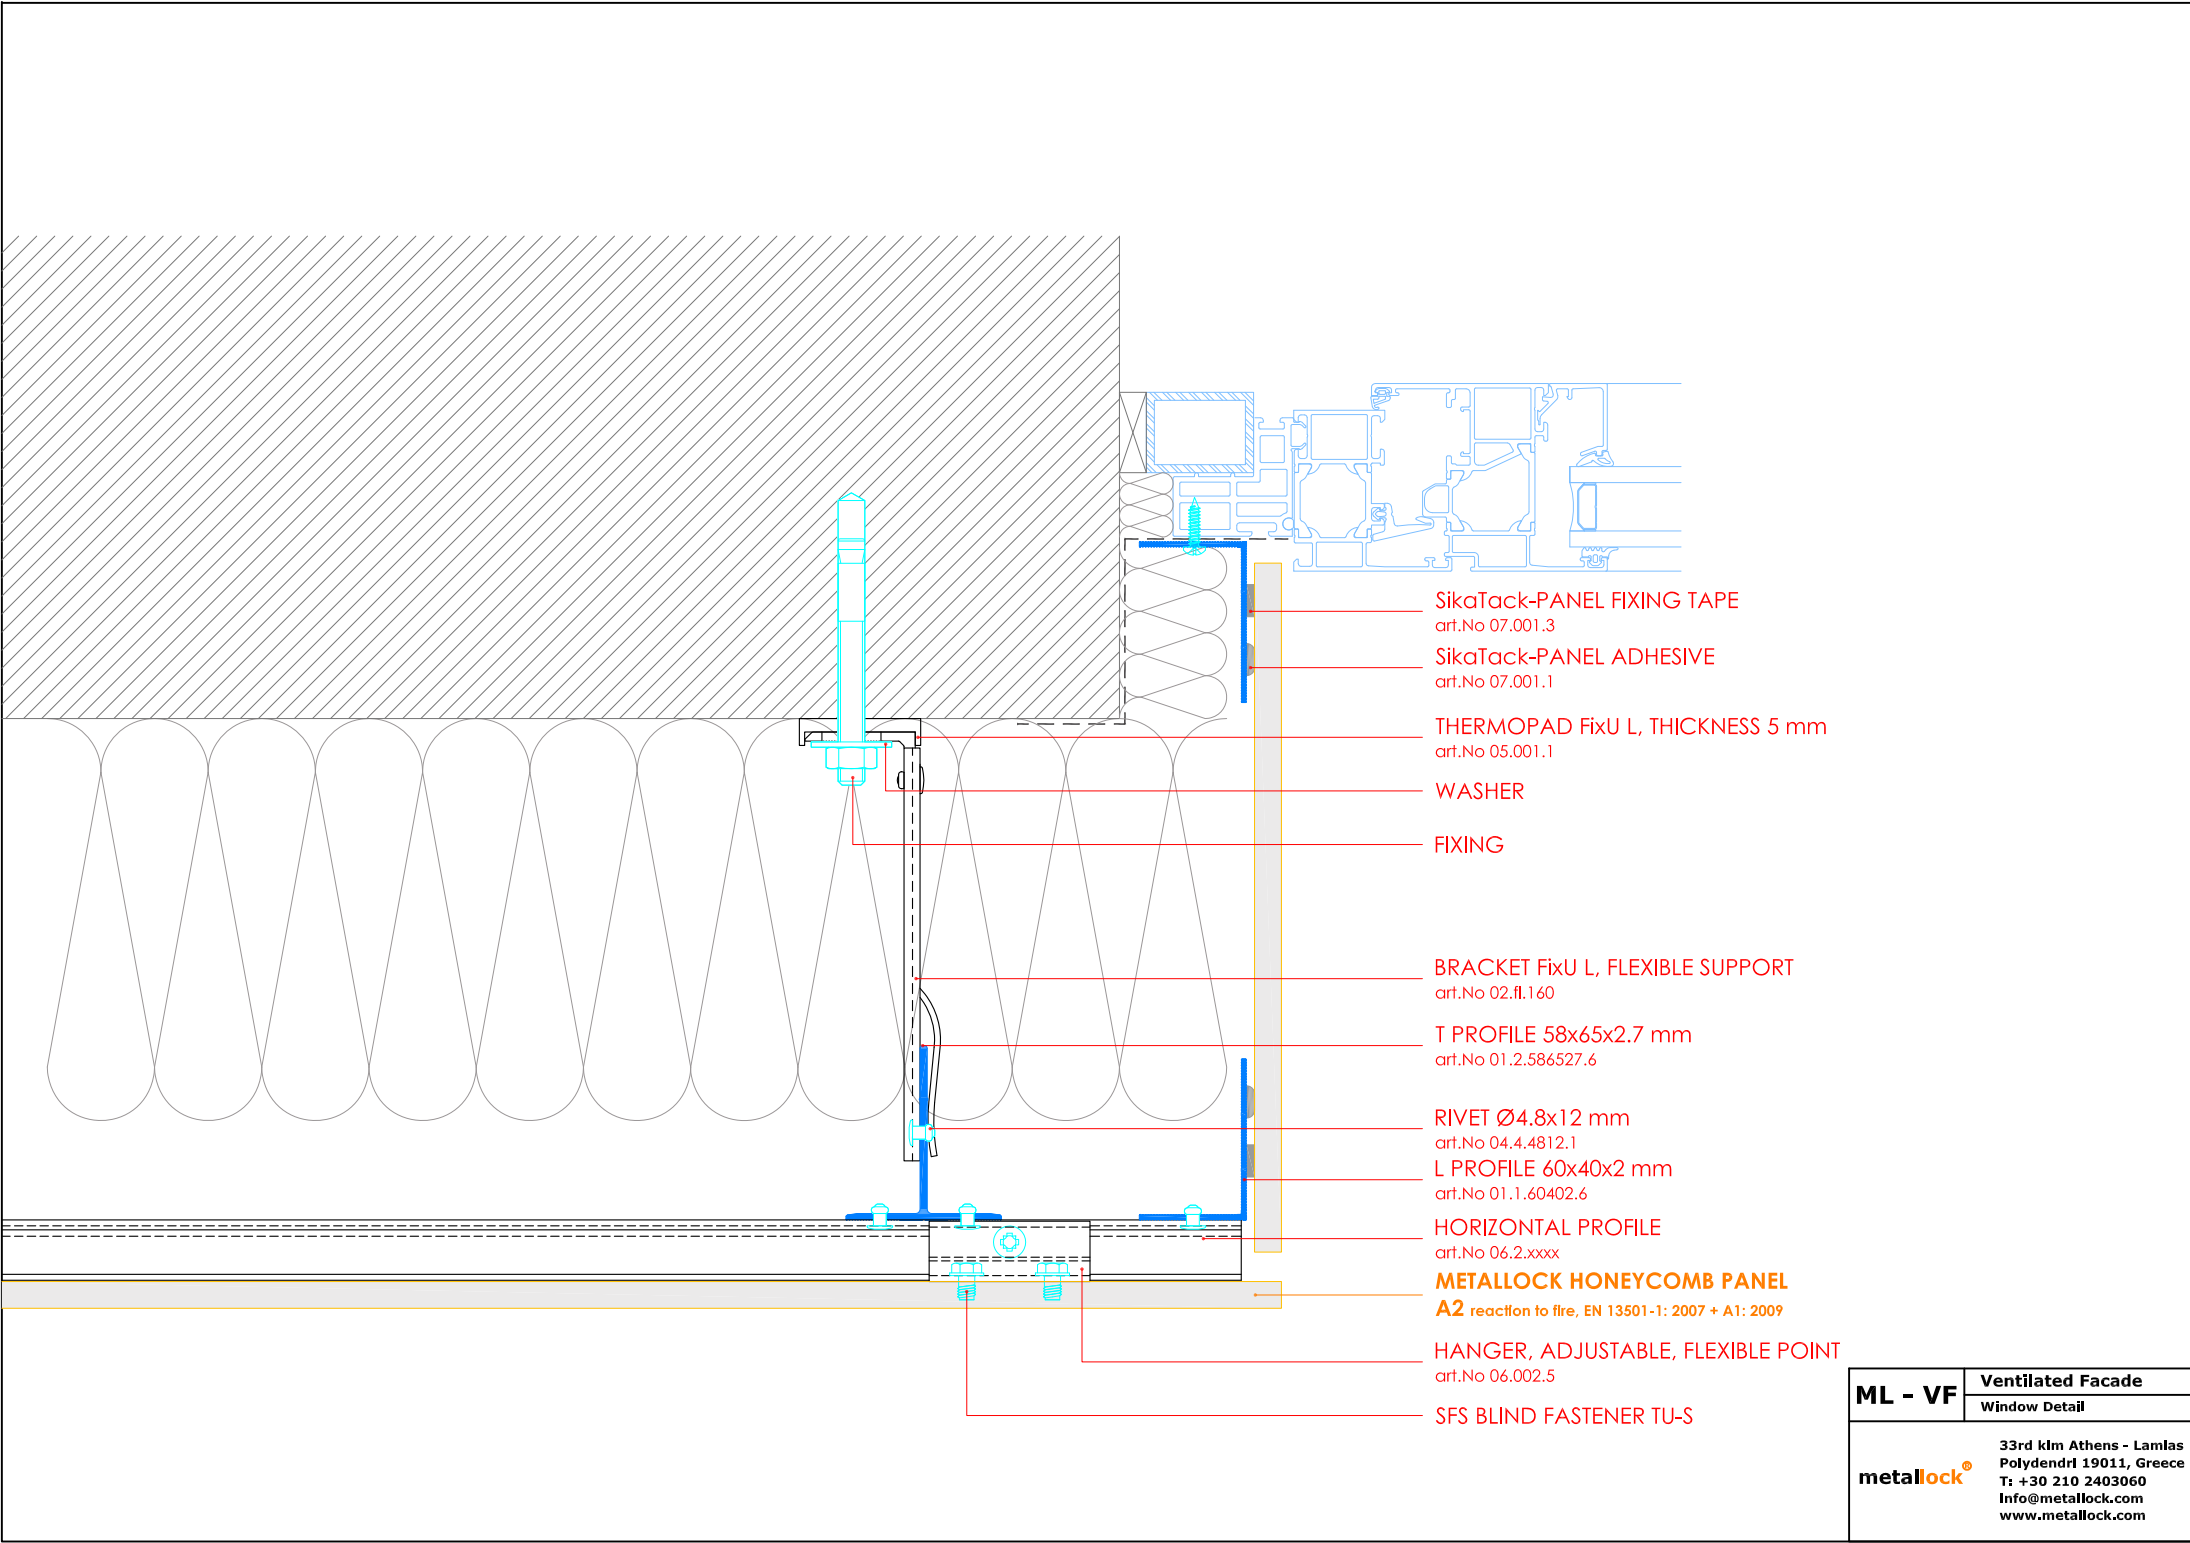 SikaTack-PANEL FIXING TAPE
art.No 07.001.3
SikaTack-PANEL ADHESIVE
art.No 07.001.1
THERMOPAD FixU L, THICKNESS 5 mm
art.No 05.001.1
WASHER
FIXING
BRACKET FixU L, FLEXIBLE SUPPORT
art.No 02.fl.160
T PROFILE 58x65x2.7 mm
art.No 01.2.586527.6
RIVET Ø4.8x12 mm
art.No 04.4.4812.1
L PROFILE 60x40x2 mm
art.No 01.1.60402.6
HORIZONTAL PROFILE
art.No 06.2.xxxx
METALLOCK HONEYCOMB PANEL
A2 reaction to fire, EN 13501-1: 2007 + A1: 2009
HANGER, ADJUSTABLE, FLEXIBLE POINT
art.No 06.002.5
SFS BLIND FASTENER TU-S
ML - VF
Ventilated Facade
Window Detail
metallock®
33rd klm Athens - Lamias
Polydendri 19011, Greece
T: +30 210 2403060
Info@metallock.com
www.metallock.com